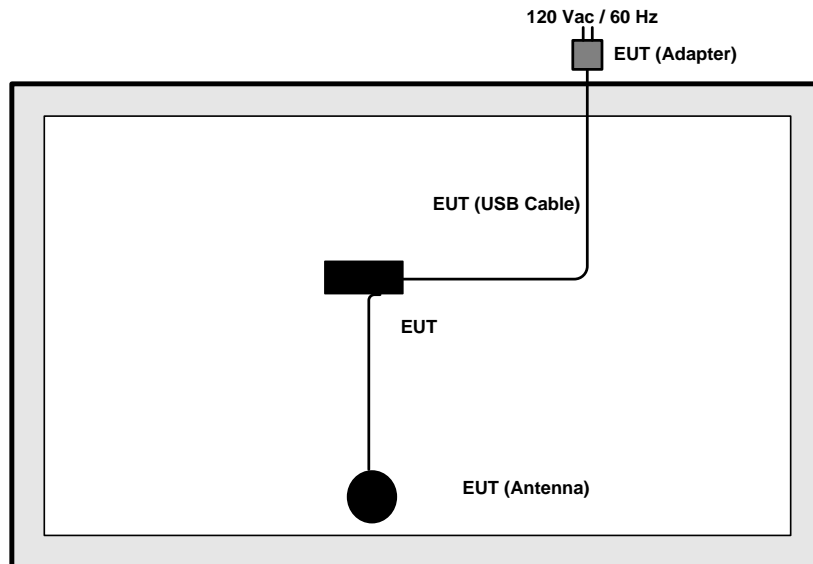 120 Vac / 60 Hz
EUT (Adapter)
EUT (USB Cable)
EUT
EUT (Antenna)